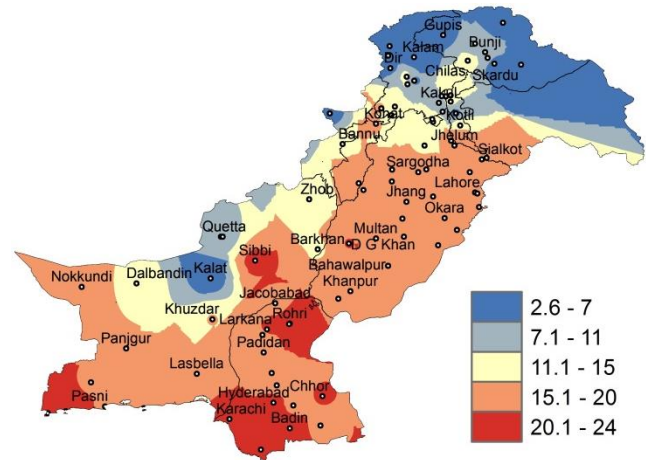 Gupis
Kalam
Bunji
Dir
Chilas
Skardu
Kakul
Kohat
Kotli
Bannu
Jhelum
Sialkot
Sargodha
Zhob
Jhang
Lahore
Okara
Quetta
Multan
Barkhan
D G Khan
Sibbi
Nokkundi
Dalbandin
Kalat
Bahawalpur
Khanpur
Jacobabad
Khuzdar
Larkana
Rohri
Panjgur
Padidan
Lasbella
Pasni
Hyderabad
Chhor
Karachi
Badin
2.6 - 7
7.1 - 11
11.1 - 15
15.1 - 20
20.1 - 24